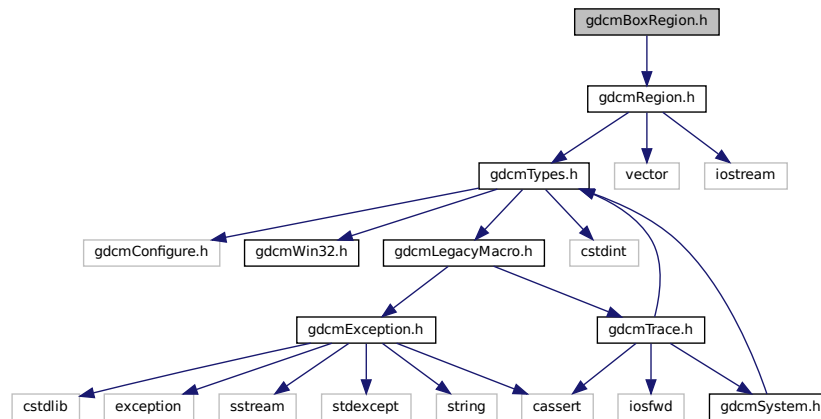 gdcmBoxRegion.h
gdcmRegion.h
gdcmTypes.h
vector
iostream
gdcmConfigure.h
gdcmWin32.h
gdcmLegacyMacro.h
cstdint
gdcmException.h
gdcmTrace.h
cstdlib
exception
sstream
stdexcept
string
cassert
iosfwd
gdcmSystem.h